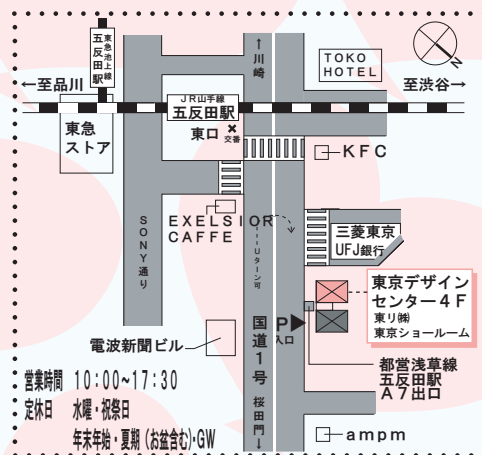 東急池上線
五反田駅
←至品川
↑川崎
TOKO
HOTEL
N
至渋谷→
JR山手線
五反田駅
東急
ストア
東口
交番
KFC
SONY通り
EXELSIOR
CAFFE
Uターン可
三菱東京
UFJ銀行
東京デザイン
センター4F
東リ㈱
東京ショールーム
P
入口
国道1号
電波新聞ビル
都営浅草線
五反田駅
A7出口
桜田門↓
ampm
営業時間 10:00~17:30
定休日 水曜・祝祭日
年末年始・夏期(お盆含む)・GW